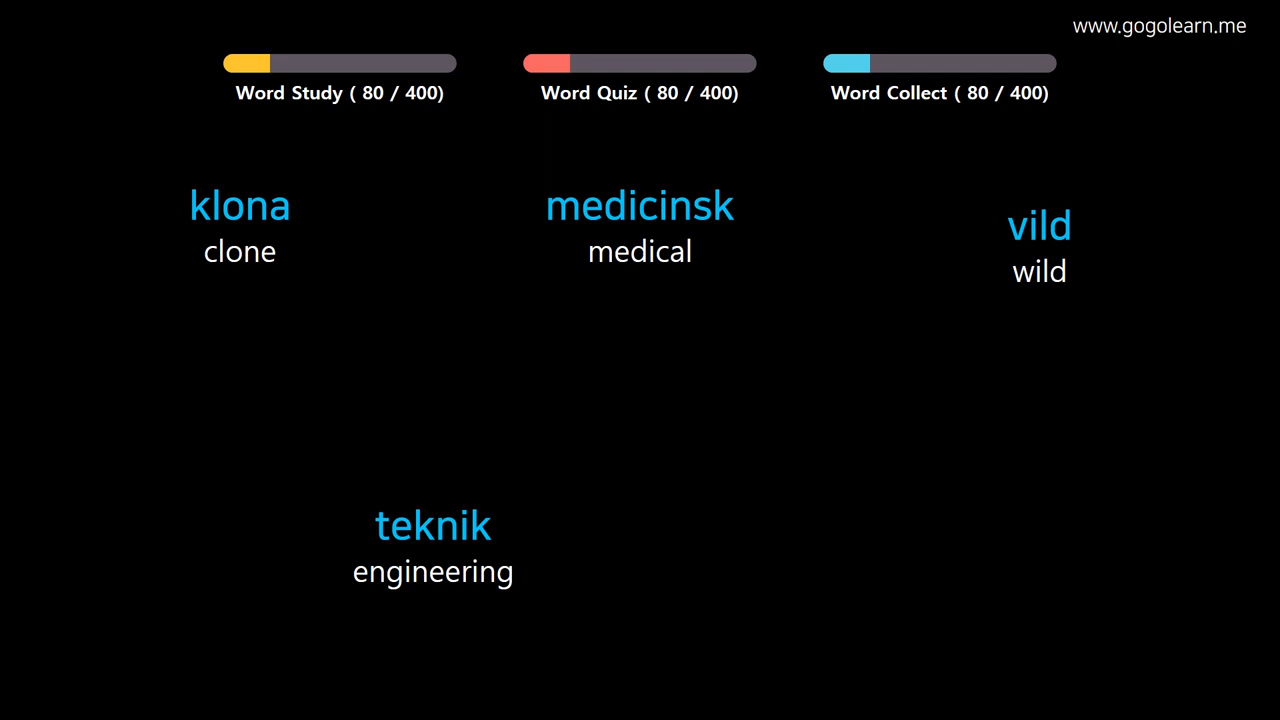 www.gogolearn.me
Word Study ( 80 / 400)
Word Quiz ( 80 / 400)
Word Collect ( 80 / 400)
klona
clone
medicinsk
medical
vild
wild
teknik
engineering